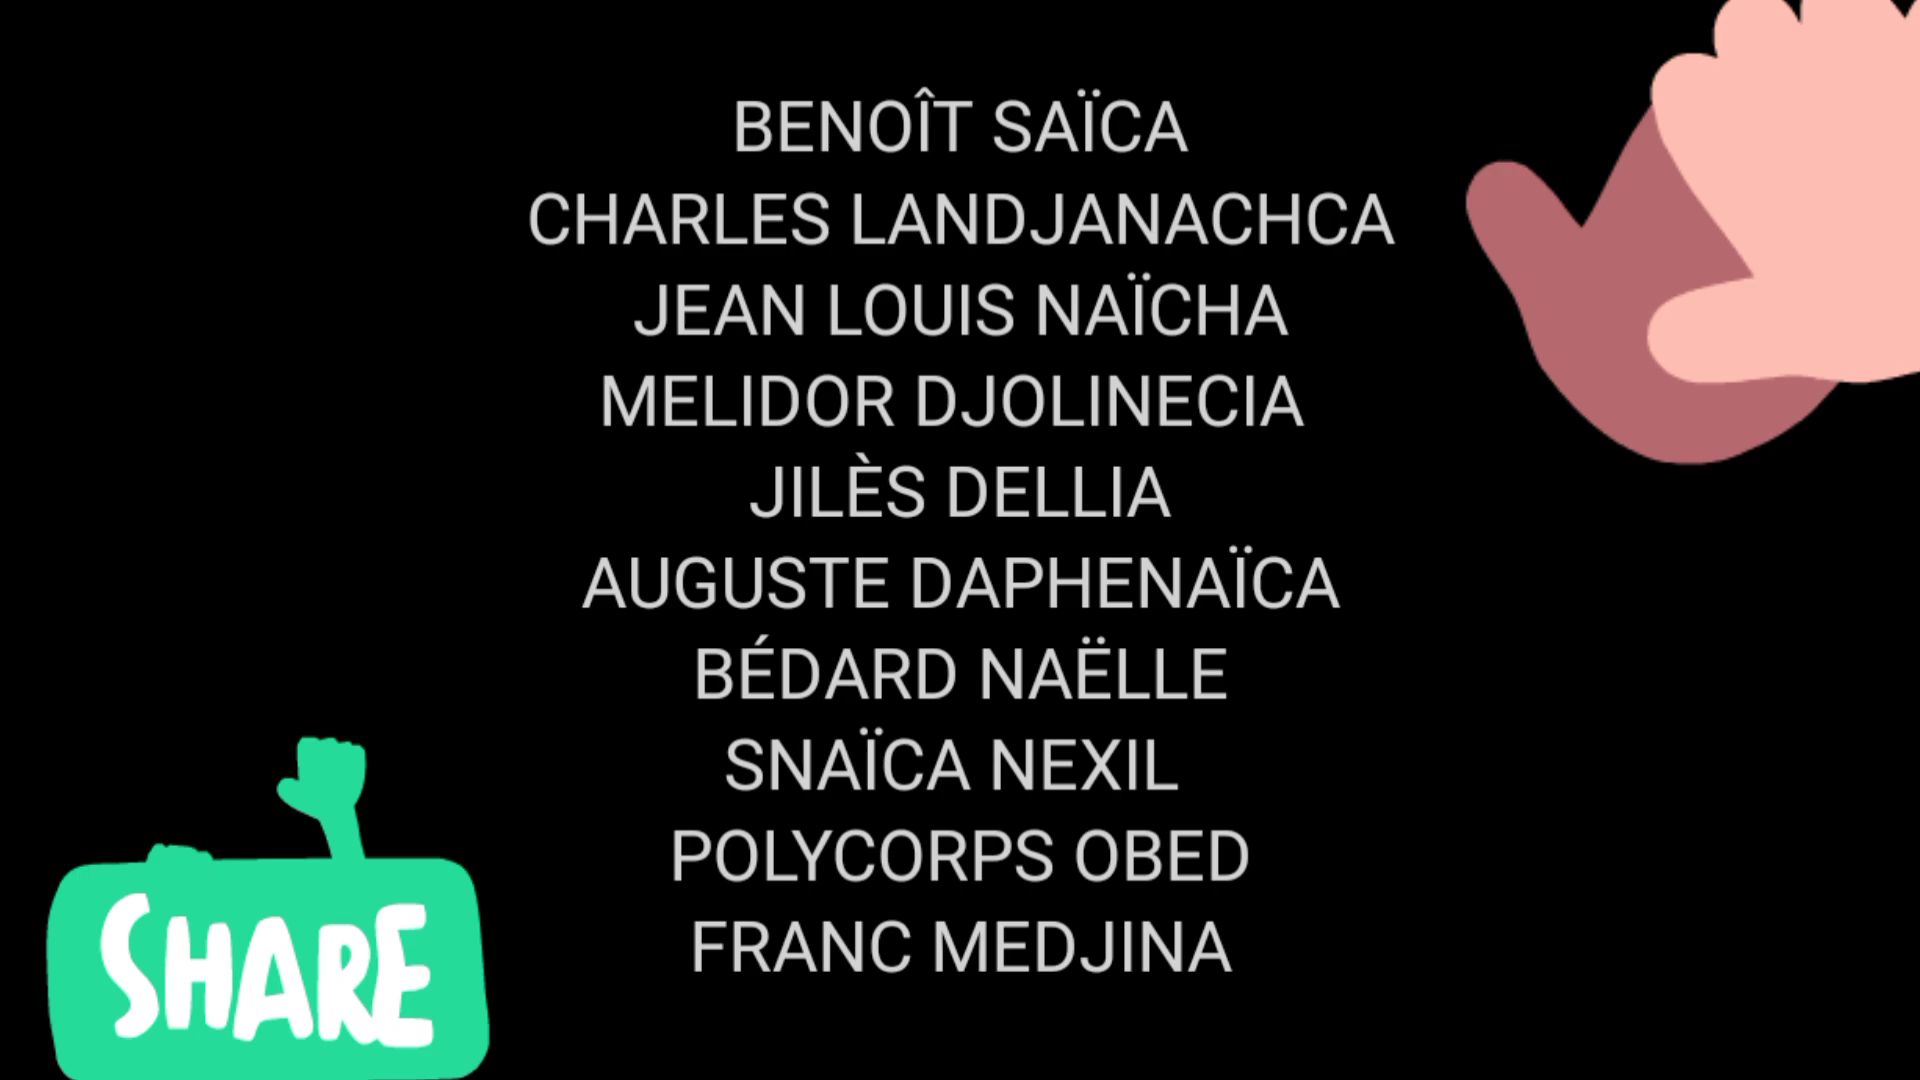 BENOÎT SAÏCA
CHARLES LANDJANACHCA
JEAN LOUIS NAÏCHA
MELIDOR DJOLINECIA
JILÈS DELLIA
AUGUSTE DAPHENAÏCA
BÉDARD NAËLLE
SNAÏCA NEXIL
POLYCORPS OBED
FRANC MEDJINA
SHARE